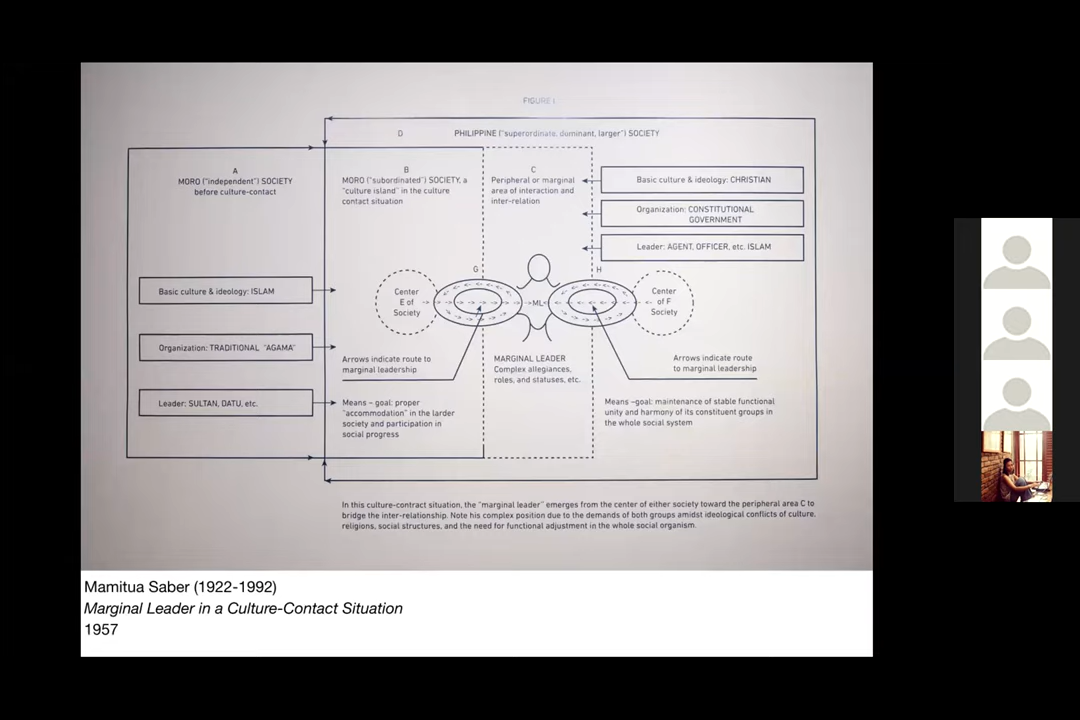 FIGURE I
D
PHILIPPINE ("superordinate, dominant, larger") SOCIETY
A
MORO ("independent") SOCIETY
before culture-contact
B
MORO ("subordinated") SOCIETY, a
"culture island" in the culture
contact situation
C
Peripheral or marginal
area of interaction and
inter-relation
Basic culture & ideology: CHRISTIAN
Organization: CONSTITUTIONAL
GOVERNMENT
Leader: AGENT, OFFICER, etc. ISLAM
Basic culture & ideology: ISLAM
Organization: TRADITIONAL "AGAMA"
Leader: SULTAN, DATU, etc.
Center
E of
Society
G
ML
H
Center
of F
Society
Arrows indicate route to
marginal leadership
MARGINAL LEADER
Complex allegiances,
roles, and statuses, etc.
Arrows indicate route
to marginal leadership
Means – goal: proper
"accommodation" in the larder
society and participation in
social progress
Means –goal: maintenance of stable functional
unity and harmony of its constituent groups in
the whole social system
In this culture-contract situation, the "marginal leader" emerges from the center of either society toward the peripheral area C to
bridge the inter-relationship. Note his complex position due to the demands of both groups amidst ideological conflicts of culture,
religions, social structures, and the need for functional adjustment in the whole social organism.
Mamitua Saber (1922-1992)
Marginal Leader in a Culture-Contact Situation
1957